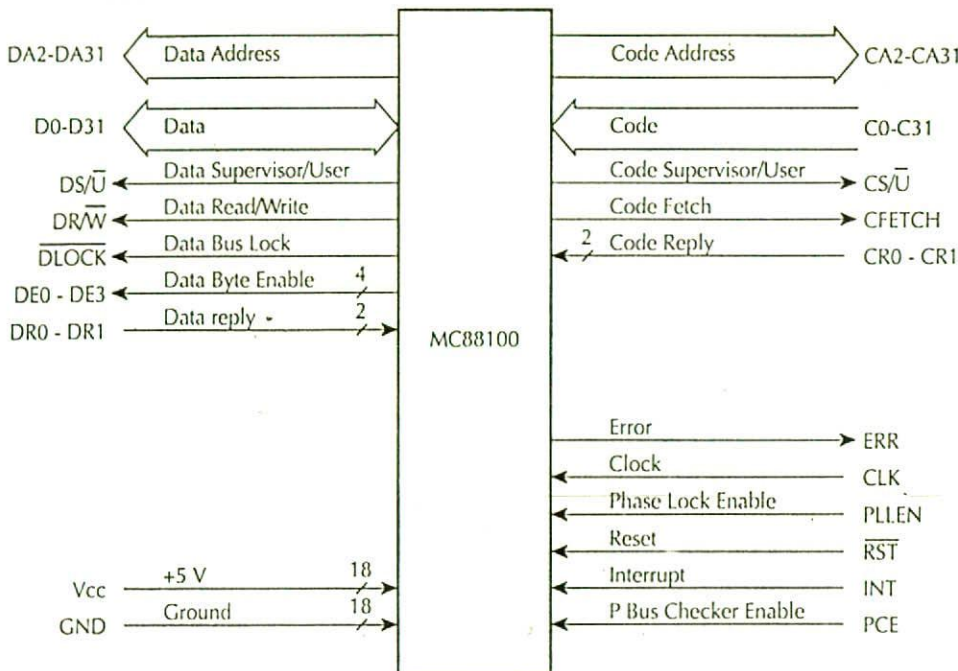 DA2-DA31 Data Address Code Address CA2-CA31
D0-D31 Data Code C0-C31
DS/U̅ Data Supervisor/User Code Supervisor/User CS/U̅
DR/W̅ Data Read/Write Code Fetch CFETCH
D̅L̅O̅C̅K̅ Data Bus Lock 2 Code Reply CR0 - CR1
DE0 - DE3 Data Byte Enable 4
DR0 - DR1 Data reply 2
MC88100
Error ERR
Clock CLK
Phase Lock Enable PLLEN
Reset R̅S̅T̅
Vcc +5 V 18 Interrupt INT
GND Ground 18 P Bus Checker Enable PCE